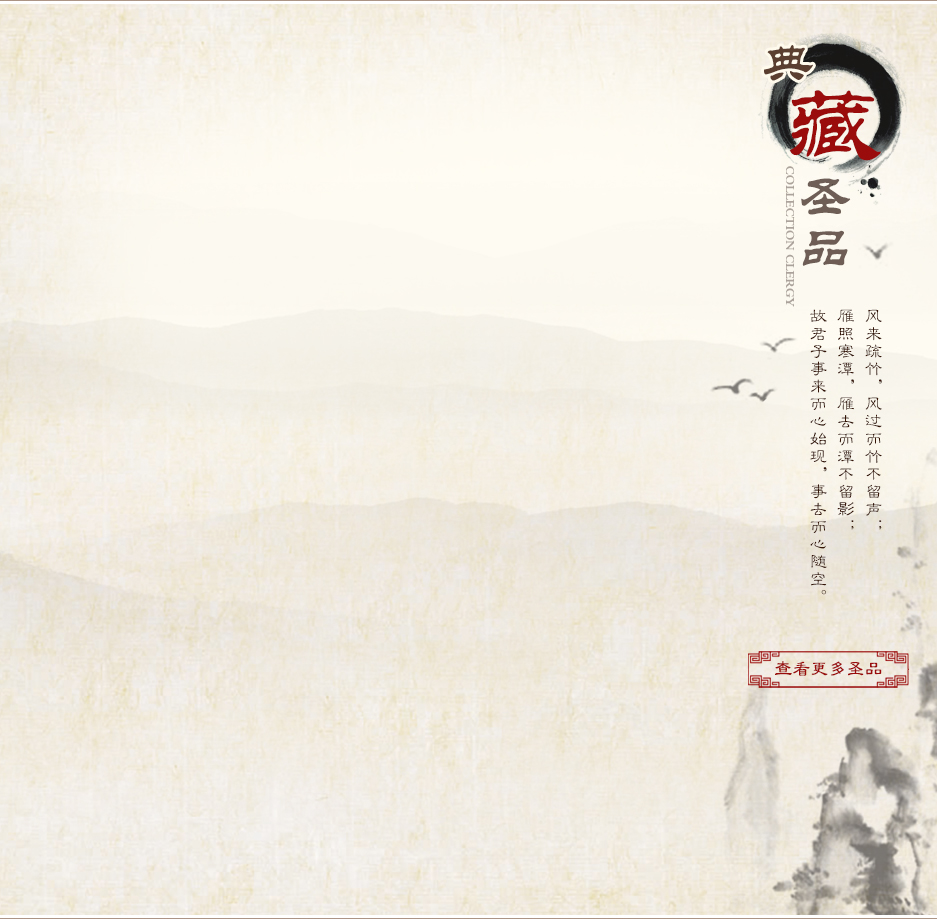 典
藏
圣
品
COLLECTION CLERGY
风来疏竹，风过而竹不留声；
雁照寒潭，雁去而潭不留影；
故君子事来而心始现，事去而心随空。
查看更多圣品